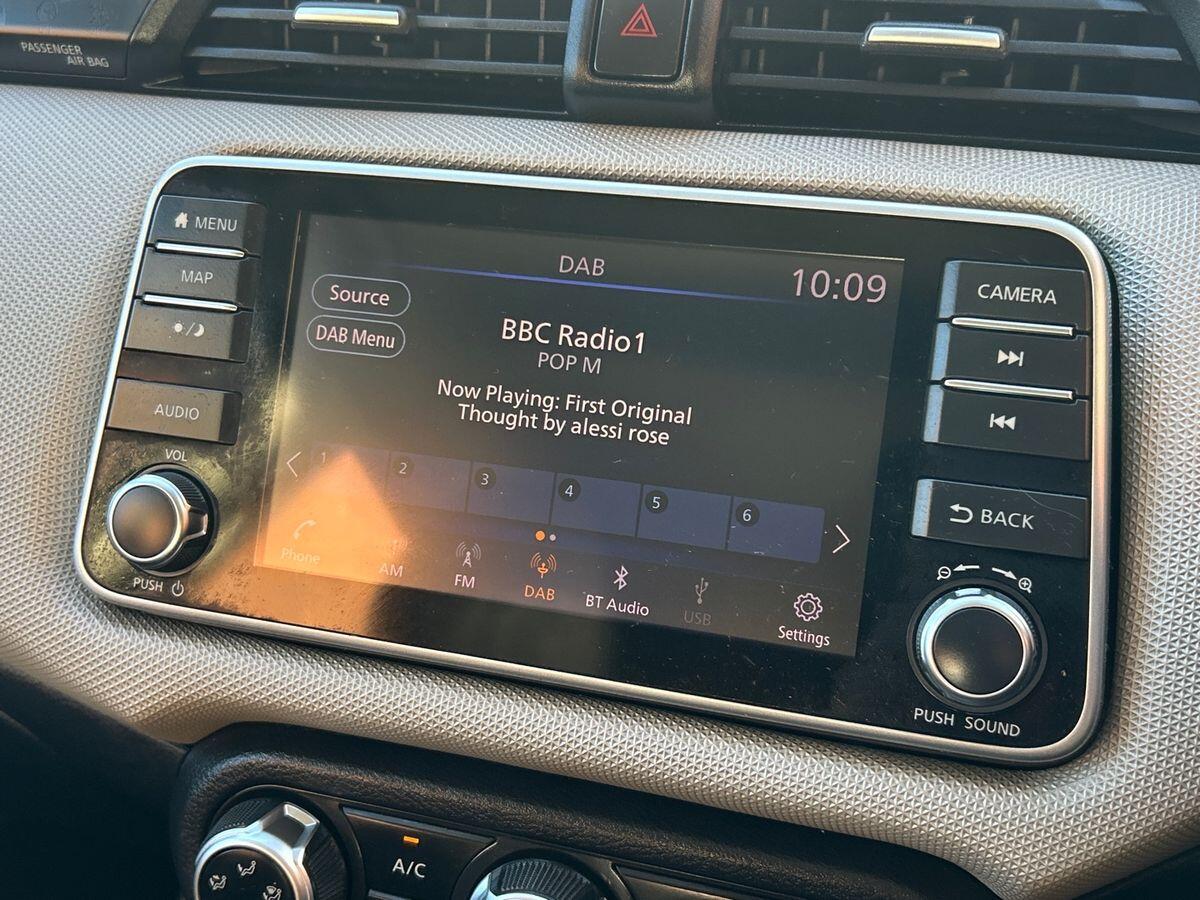 PASSENGER
AIR BAG
MENU
MAP
AUDIO
VOL
PUSH
DAB
10:09
Source
DAB Menu
BBC Radio1
POP M
Now Playing: First Original
Thought by alessi rose
1 2 3 4 5 6
Phone
AM
FM
DAB
BT Audio
USB
Settings
CAMERA
BACK
PUSH SOUND
A/C